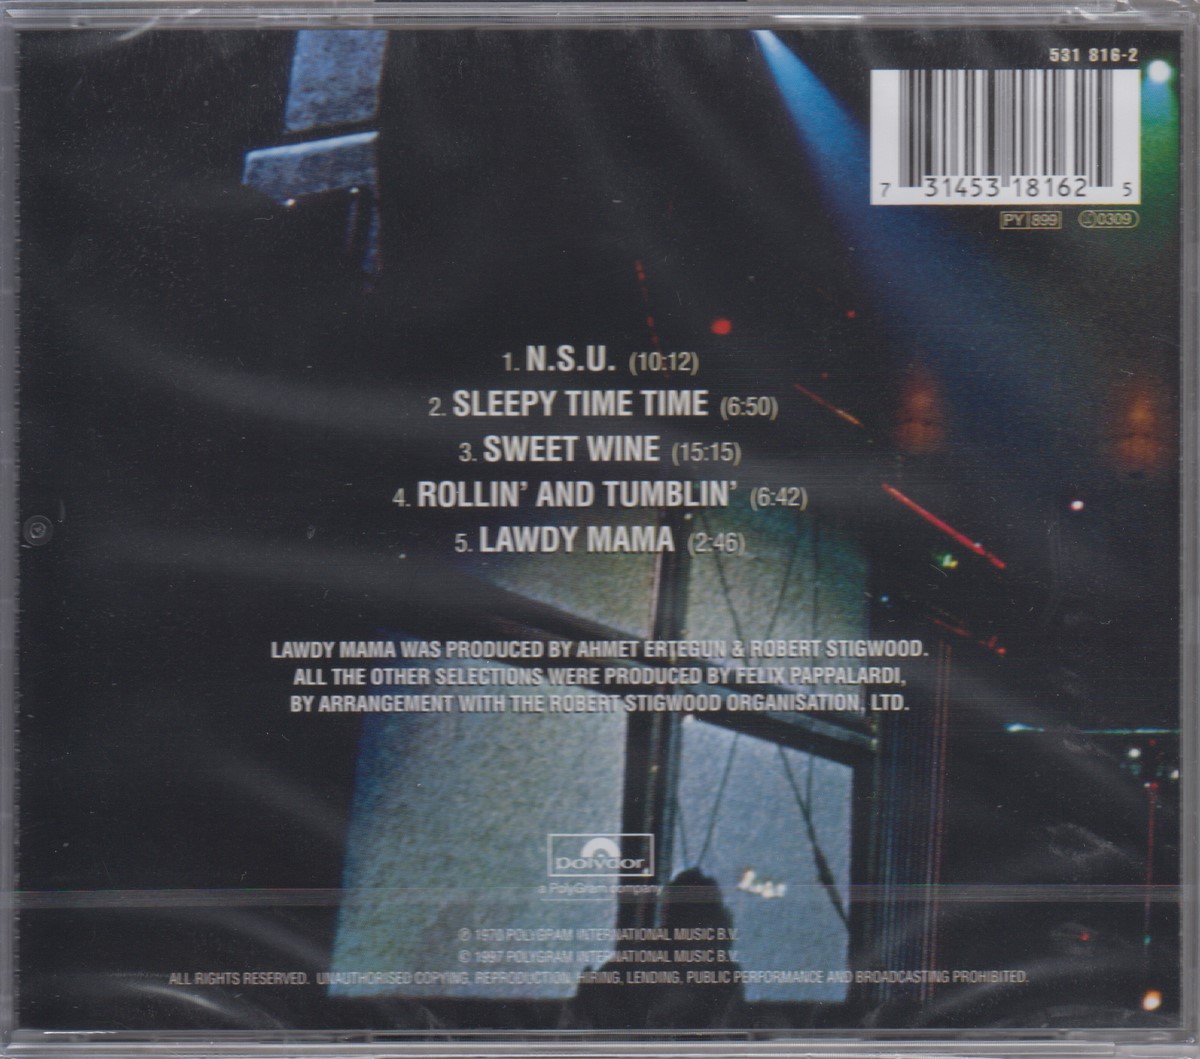 531 816-2
7 31453 18162 5
PY 899 0309
1. N.S.U. (10:12)
2. SLEEPY TIME TIME (6:50)
3. SWEET WINE (15:15)
4. ROLLIN' AND TUMBLIN' (6:42)
5. LAWDY MAMA (2:46)
LAWDY MAMA WAS PRODUCED BY AHMET ERTEGUN & ROBERT STIGWOOD.
ALL THE OTHER SELECTIONS WERE PRODUCED BY FELIX PAPPALARDI,
BY ARRANGEMENT WITH THE ROBERT STIGWOOD ORGANISATION, LTD.
Polydor
a PolyGram company
℗ 1970 POLYGRAM INTERNATIONAL MUSIC B.V.
© 1997 POLYGRAM INTERNATIONAL MUSIC B.V.
ALL RIGHTS RESERVED. UNAUTHORISED COPYING, REPRODUCTION, HIRING, LENDING, PUBLIC PERFORMANCE AND BROADCASTING PROHIBITED.